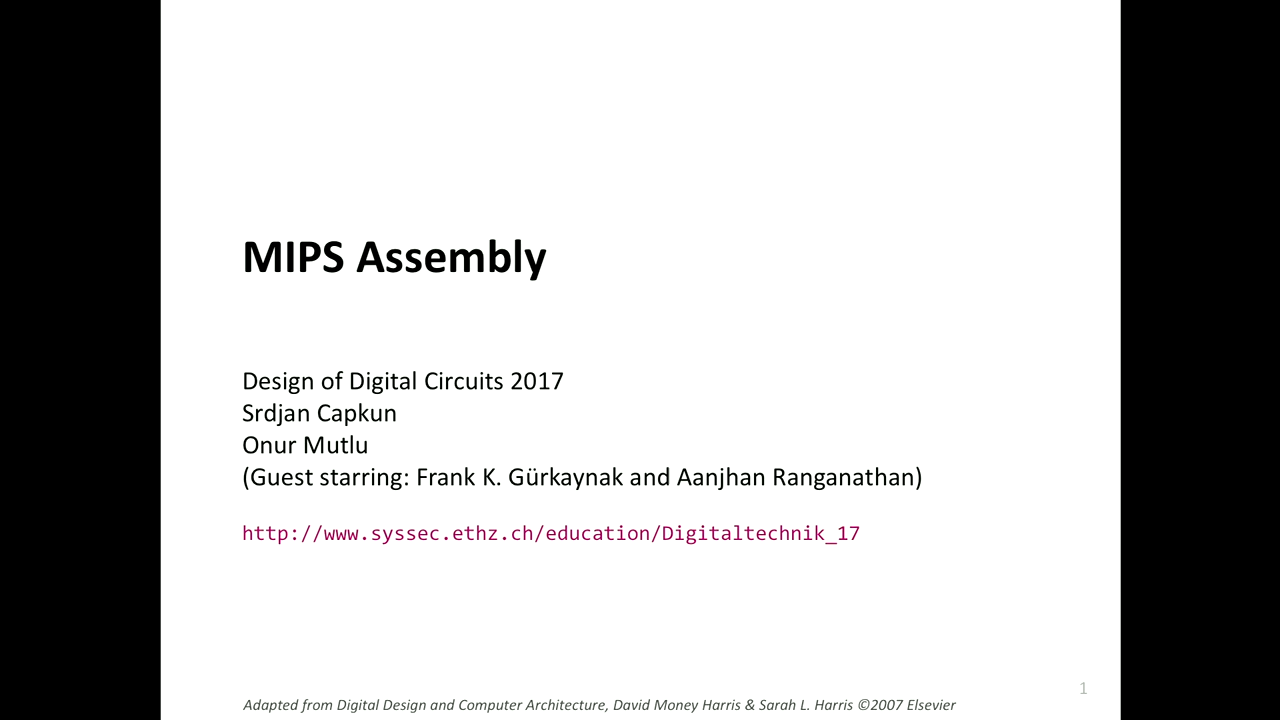 MIPS Assembly
Design of Digital Circuits 2017
Srdjan Capkun
Onur Mutlu
(Guest starring: Frank K. Gürkaynak and Aanjhan Ranganathan)
http://www.syssec.ethz.ch/education/Digitaltechnik_17
1
Adapted from Digital Design and Computer Architecture, David Money Harris & Sarah L. Harris ©2007 Elsevier